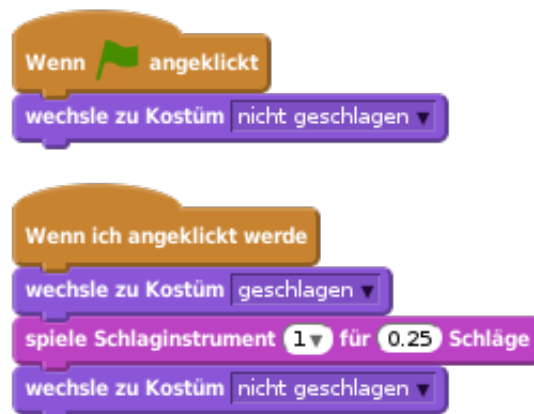 Wenn angeklickt
wechsle zu Kostüm nicht geschlagen
Wenn ich angeklickt werde
wechsle zu Kostüm geschlagen
spiele Schlaginstrument 1 für 0.25 Schläge
wechsle zu Kostüm nicht geschlagen